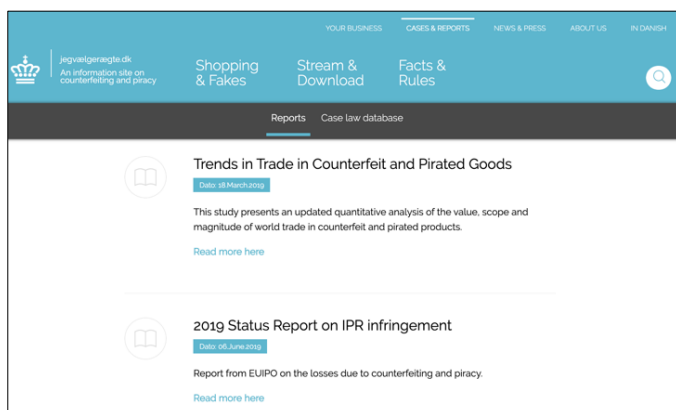 YOUR BUSINESS CASES & REPORTS NEWS & PRESS ABOUT US IN DANISH
jegvælgerægte.dk
An information site on
counterfeiting and piracy
Shopping
& Fakes
Stream &
Download
Facts &
Rules
Reports Case law database
Trends in Trade in Counterfeit and Pirated Goods
Dato: 18.March.2019
This study presents an updated quantitative analysis of the value, scope and
magnitude of world trade in counterfeit and pirated products.
Read more here
2019 Status Report on IPR infringement
Dato: 06.June.2019
Report from EUIPO on the losses due to counterfeiting and piracy.
Read more here